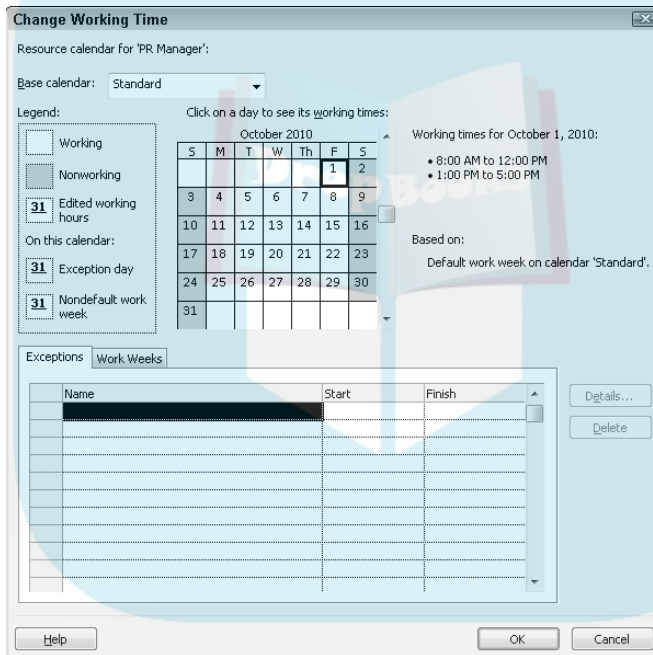 Change Working Time
Resource calendar for 'PR Manager':
Base calendar: Standard
Legend:
Working
Nonworking
31 Edited working hours
On this calendar:
31 Exception day
31 Nondefault work week
Click on a day to see its working times:
October 2010
S M T W Th F S
1 2
3 4 5 6 7 8 9
10 11 12 13 14 15 16
17 18 19 20 21 22 23
24 25 26 27 28 29 30
31
Working times for October 1, 2010:
• 8:00 AM to 12:00 PM
• 1:00 PM to 5:00 PM
Based on:
Default work week on calendar 'Standard'.
Drop Books
Exceptions Work Weeks
Name Start Finish
Details...
Delete
Help OK Cancel